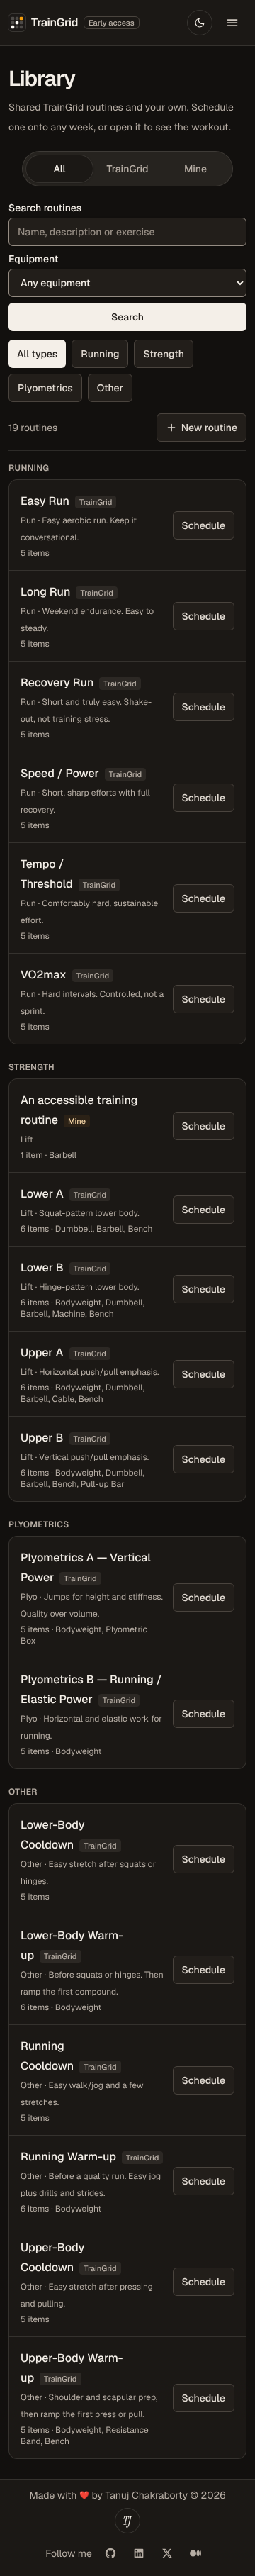 TrainGrid Early access
Library
Shared TrainGrid routines and your own. Schedule
one onto any week, or open it to see the workout.
All TrainGrid Mine
Search routines
Name, description or exercise
Equipment
Any equipment
Search
All types Running Strength
Plyometrics Other
19 routines + New routine
RUNNING
Easy Run TrainGrid
Run · Easy aerobic run. Keep it
conversational.
5 items
Schedule
Long Run TrainGrid
Run · Weekend endurance. Easy to
steady.
5 items
Schedule
Recovery Run TrainGrid
Run · Short and truly easy. Shake-
out, not training stress.
5 items
Schedule
Speed / Power TrainGrid
Run · Short, sharp efforts with full
recovery.
5 items
Schedule
Tempo /
Threshold TrainGrid
Run · Comfortably hard, sustainable
effort.
5 items
Schedule
VO2max TrainGrid
Run · Hard intervals. Controlled, not a
sprint.
5 items
Schedule
STRENGTH
An accessible training
routine Mine
Lift
1 item · Barbell
Schedule
Lower A TrainGrid
Lift · Squat-pattern lower body.
6 items · Dumbbell, Barbell, Bench
Schedule
Lower B TrainGrid
Lift · Hinge-pattern lower body.
6 items · Bodyweight, Dumbbell,
Barbell, Machine, Bench
Schedule
Upper A TrainGrid
Lift · Horizontal push/pull emphasis.
6 items · Bodyweight, Dumbbell,
Barbell, Cable, Bench
Schedule
Upper B TrainGrid
Lift · Vertical push/pull emphasis.
6 items · Bodyweight, Dumbbell,
Barbell, Bench, Pull-up Bar
Schedule
PLYOMETRICS
Plyometrics A — Vertical
Power TrainGrid
Plyo · Jumps for height and stiffness.
Quality over volume.
5 items · Bodyweight, Plyometric
Box
Schedule
Plyometrics B — Running /
Elastic Power TrainGrid
Plyo · Horizontal and elastic work for
running.
5 items · Bodyweight
Schedule
OTHER
Lower-Body
Cooldown TrainGrid
Other · Easy stretch after squats or
hinges.
5 items
Schedule
Lower-Body Warm-
up TrainGrid
Other · Before squats or hinges. Then
ramp the first compound.
6 items · Bodyweight
Schedule
Running
Cooldown TrainGrid
Other · Easy walk/jog and a few
stretches.
5 items
Schedule
Running Warm-up TrainGrid
Other · Before a quality run. Easy jog
plus drills and strides.
6 items · Bodyweight
Schedule
Upper-Body
Cooldown TrainGrid
Other · Easy stretch after pressing
and pulling.
5 items
Schedule
Upper-Body Warm-
up TrainGrid
Other · Shoulder and scapular prep,
then ramp the first press or pull.
5 items · Bodyweight, Resistance
Band, Bench
Schedule
Made with ❤️ by Tanuj Chakraborty © 2026
TJ
Follow me